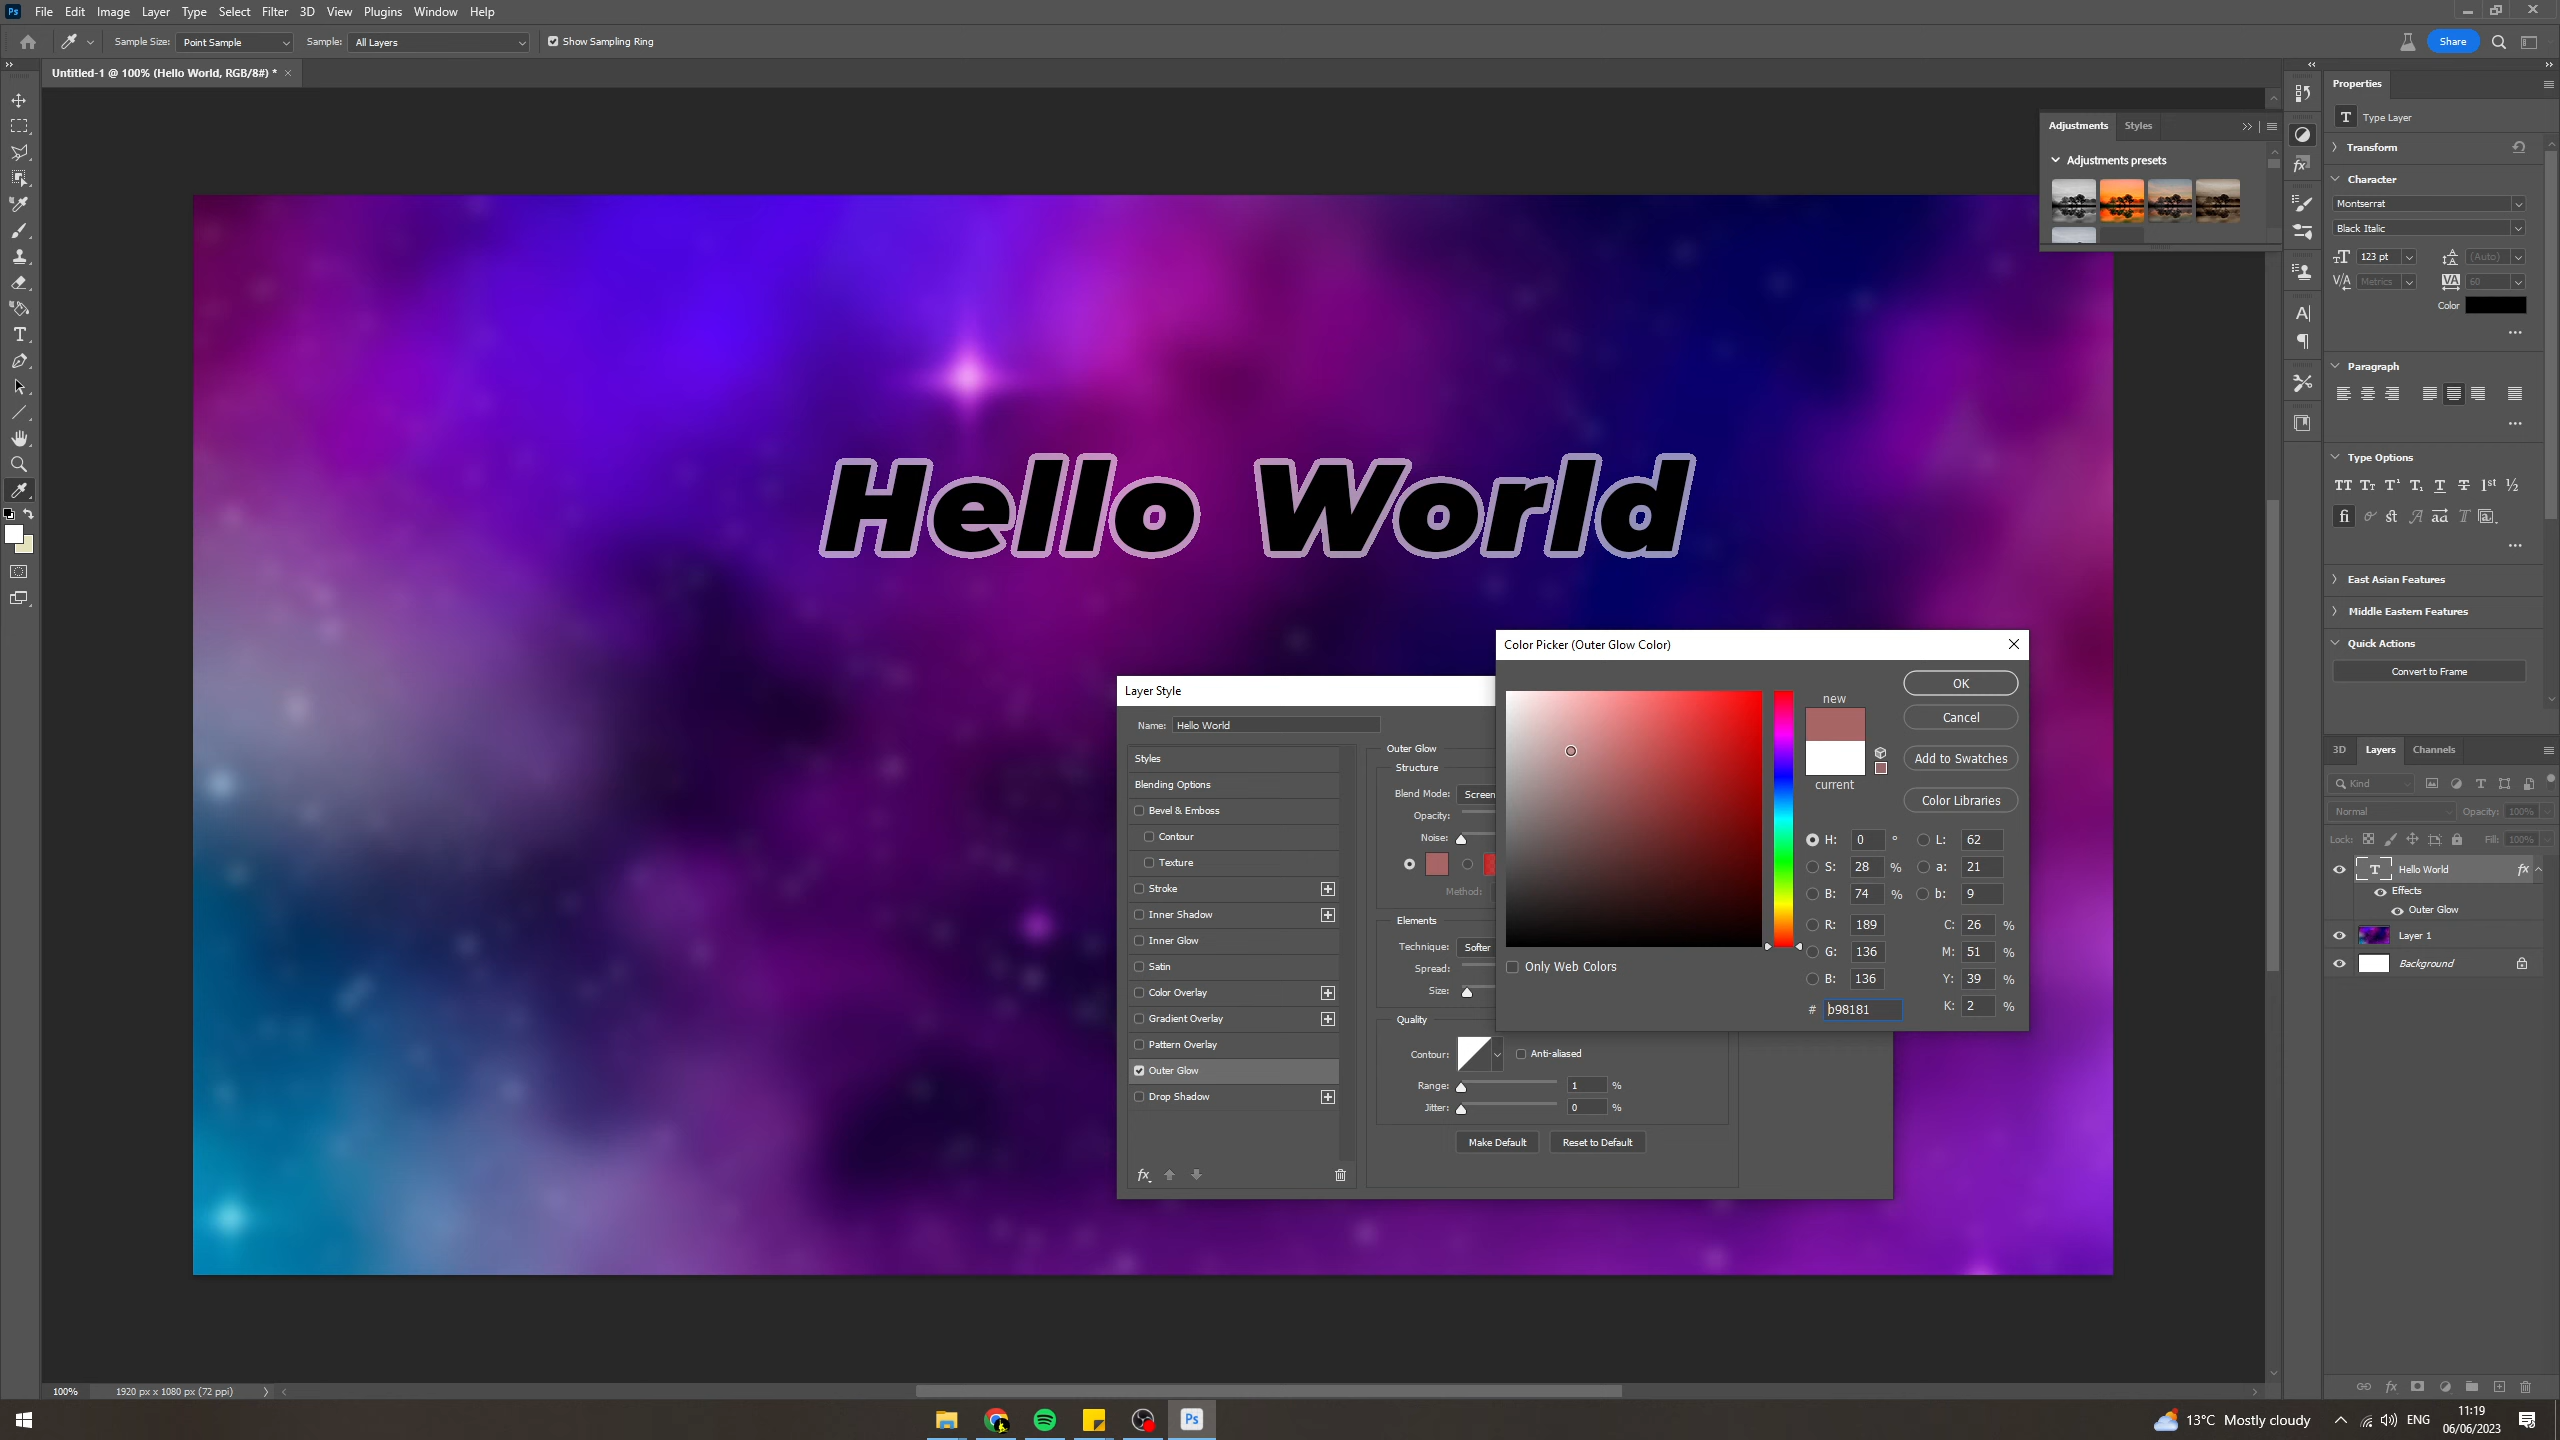 Ps File Edit Image Layer Type Select Filter 3D View Plugins Window Help
Sample Size: Point Sample Sample: All Layers Show Sampling Ring Share
Untitled-1 @ 100% (Hello World, RGB/8#) * ×
Hello World
Adjustments Styles
Adjustments presets
Properties
T Type Layer
Transform
Character
Montserrat
Black Italic
123 pt (Auto)
Metrics 60
Color
Paragraph
Type Options
East Asian Features
Middle Eastern Features
Quick Actions
Convert to Frame
3D Layers Channels
Kind
Normal Opacity: 100%
Lock: Fill: 100%
Hello World fx
Effects
Outer Glow
Layer 1
Background
Layer Style
Name: Hello World
Styles
Blending Options
Bevel & Emboss
Contour
Texture
Stroke
Inner Shadow
Inner Glow
Satin
Color Overlay
Gradient Overlay
Pattern Overlay
Outer Glow
Drop Shadow
fx
Outer Glow
Structure
Blend Mode: Screen
Opacity:
Noise:
Method:
Elements
Technique: Softer
Spread:
Size:
Quality
Contour: Anti-aliased
Range: 1 %
Jitter: 0 %
Make Default Reset to Default
Color Picker (Outer Glow Color)
new
current
OK
Cancel
Add to Swatches
Color Libraries
H: 0 ° L: 62
S: 28 % a: 21
B: 74 % b: 9
R: 189 C: 26 %
G: 136 M: 51 %
B: 136 Y: 39 %
# b98181 K: 2 %
Only Web Colors
100% 1920 px x 1080 px (72 ppi)
Ps
13°C Mostly cloudy ENG 11:19
06/06/2023